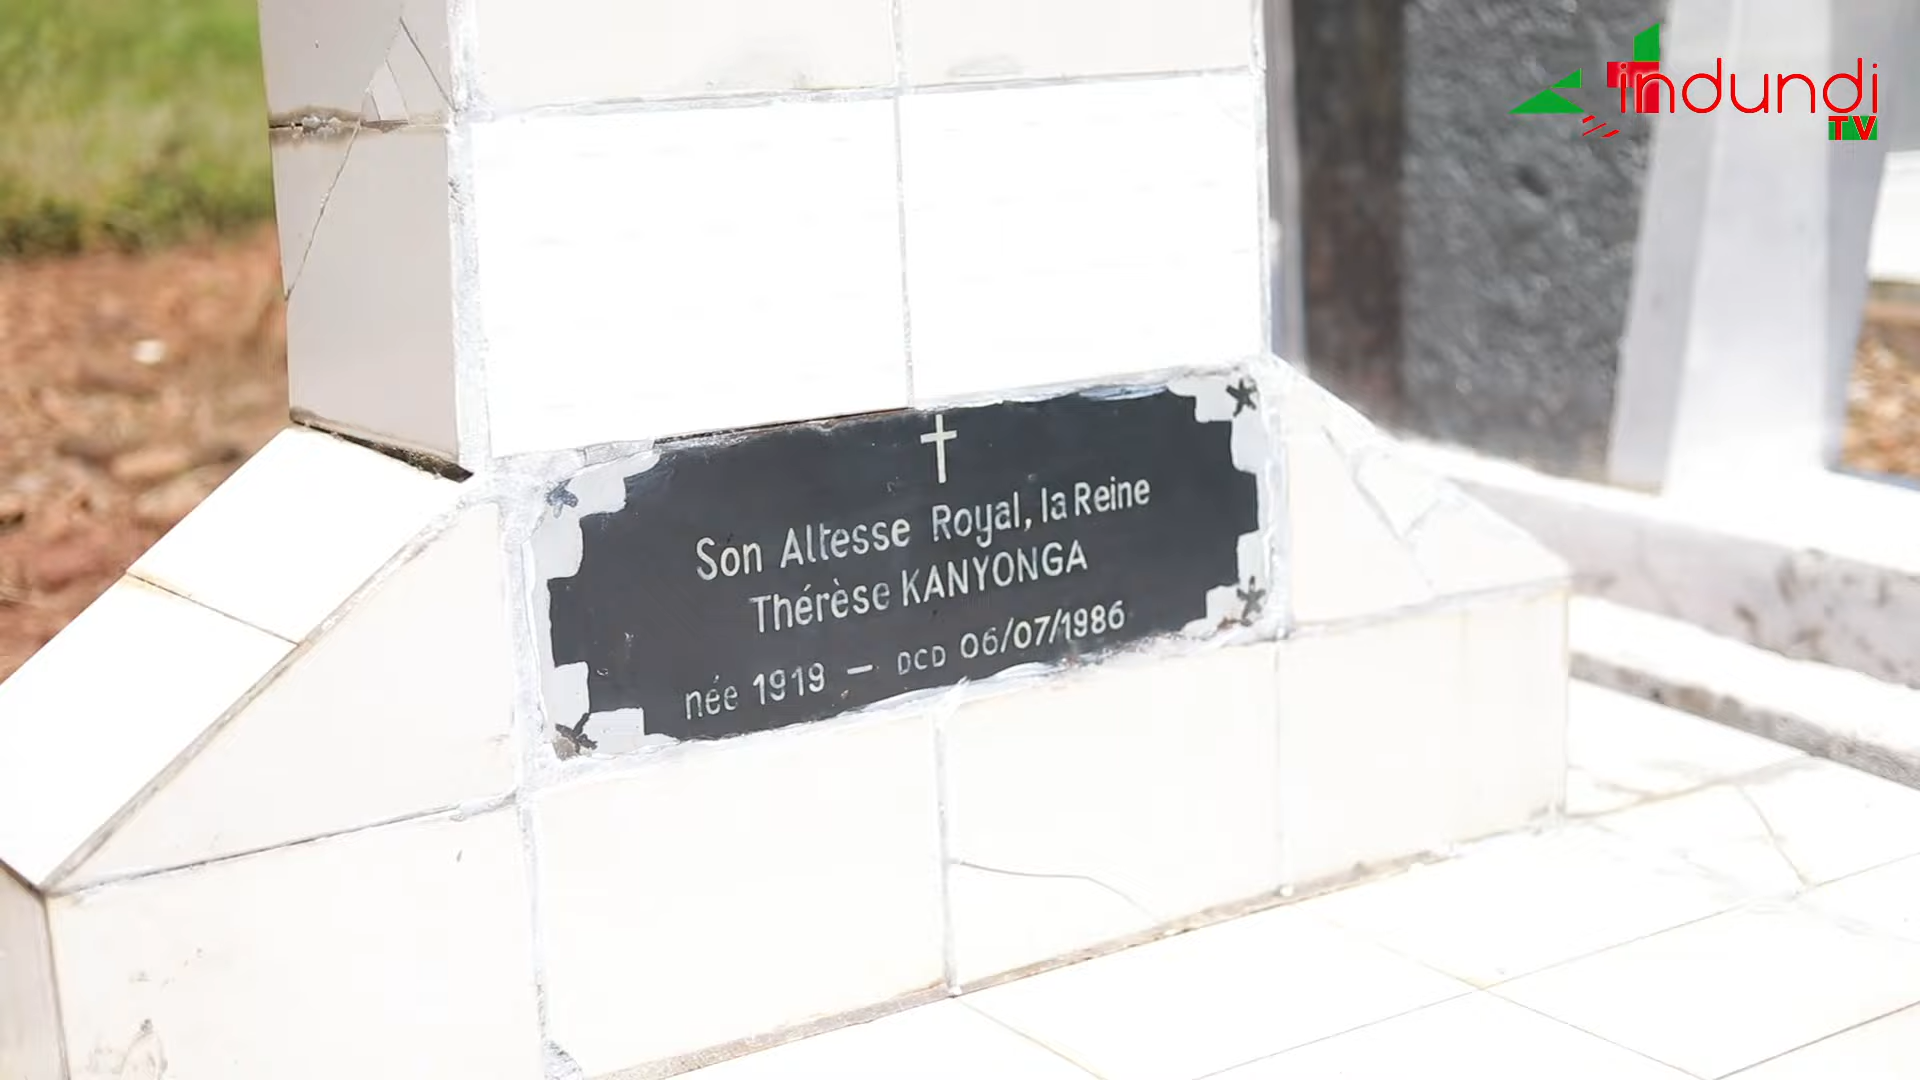 indundi
TV
Son Altesse Royal, la Reine
Thérèse KANYONGA
née 1919 — DCD 06/07/1986